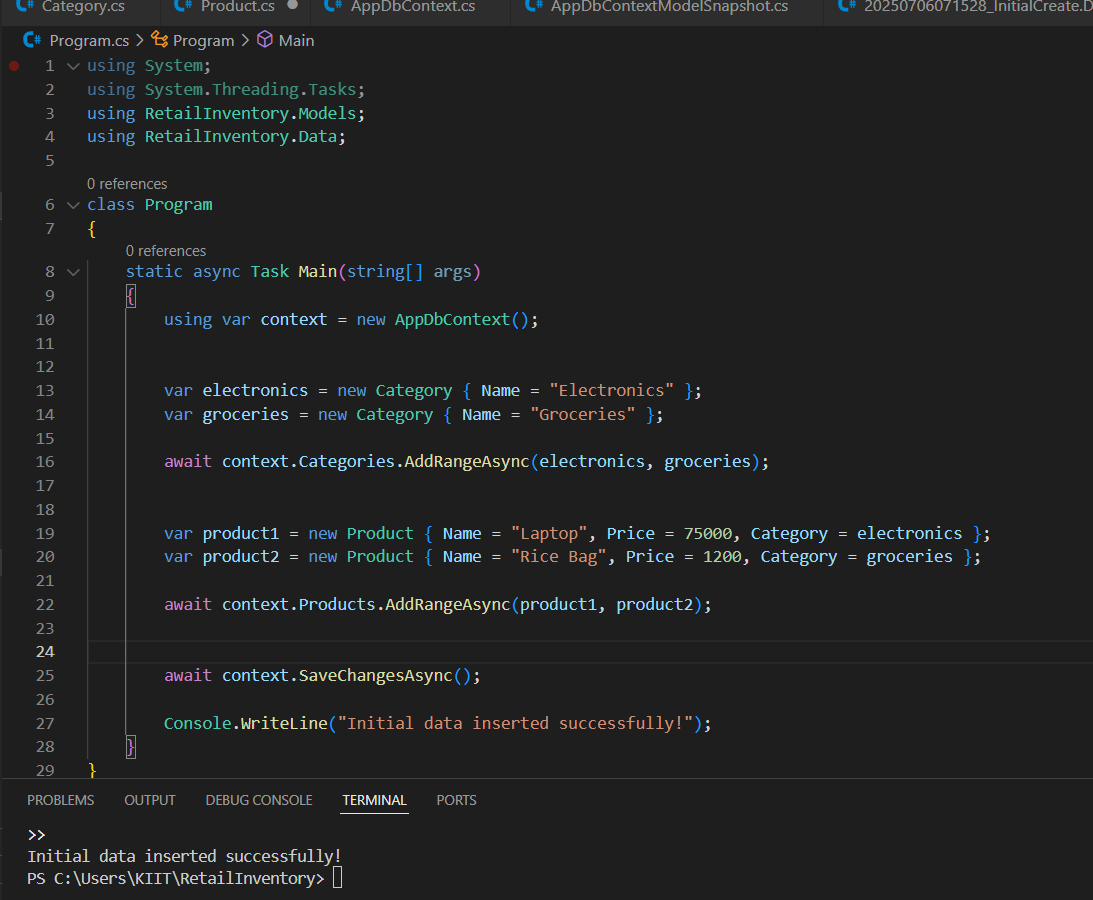 Category.cs Product.cs AppDbContext.cs AppDbContextModelSnapshot.cs 20250706071528_InitialCreate.D
Program.cs > Program > Main
1 using System;
2 using System.Threading.Tasks;
3 using RetailInventory.Models;
4 using RetailInventory.Data;
5
0 references
6 class Program
7 {
0 references
8 static async Task Main(string[] args)
9 {
10 using var context = new AppDbContext();
11
12
13 var electronics = new Category { Name = "Electronics" };
14 var groceries = new Category { Name = "Groceries" };
15
16 await context.Categories.AddRangeAsync(electronics, groceries);
17
18
19 var product1 = new Product { Name = "Laptop", Price = 75000, Category = electronics };
20 var product2 = new Product { Name = "Rice Bag", Price = 1200, Category = groceries };
21
22 await context.Products.AddRangeAsync(product1, product2);
23
24
25 await context.SaveChangesAsync();
26
27 Console.WriteLine("Initial data inserted successfully!");
28 }
29 }
PROBLEMS OUTPUT DEBUG CONSOLE TERMINAL PORTS
>>
Initial data inserted successfully!
PS C:\Users\KIIT\RetailInventory>